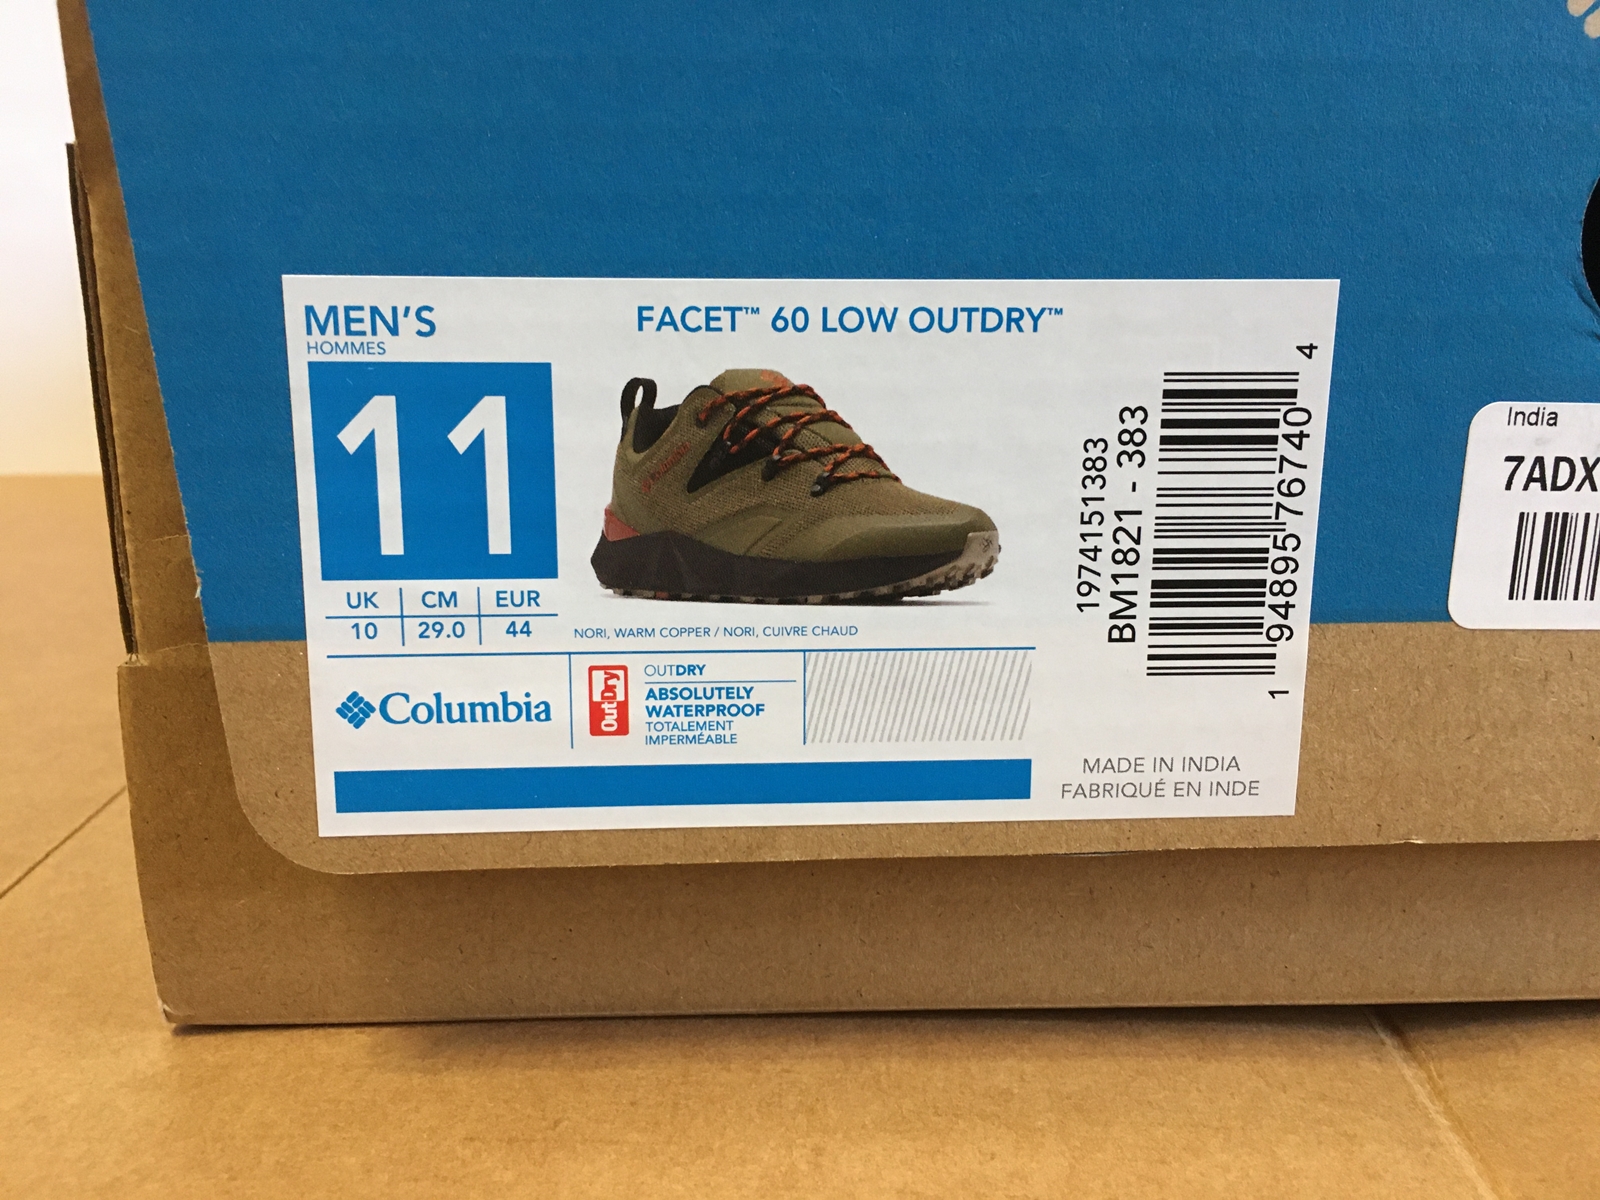 MEN'S
HOMMES
11
UK CM EUR
10 29.0 44
FACET™ 60 LOW OUTDRY™
Columbia
NORI, WARM COPPER / NORI, CUIVRE CHAUD
Columbia
OutDry
OUTDRY
ABSOLUTELY
WATERPROOF
TOTALEMENT
IMPERMÉABLE
1974151383
BM1821 - 383
1 94895 76740 4
MADE IN INDIA
FABRIQUÉ EN INDE
India
7ADX